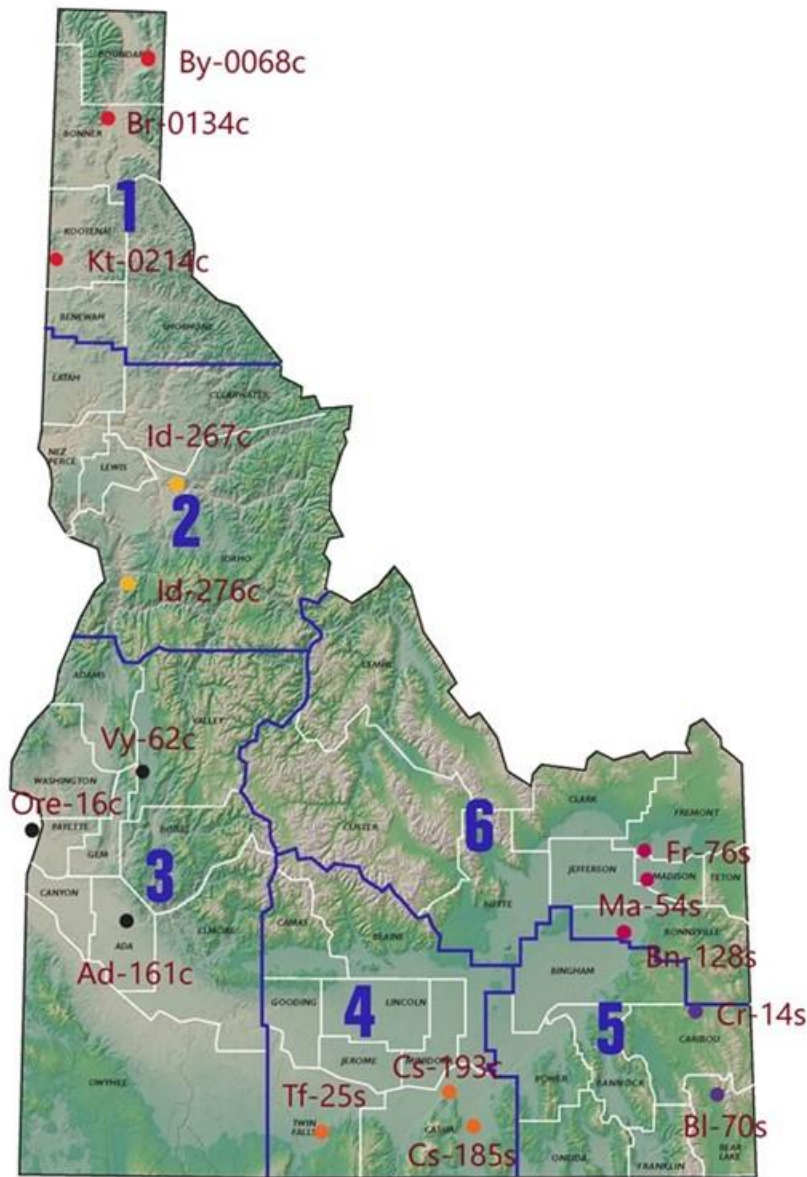 BOUNDARY
By-0068c
Br-0134c
BONNER
1
KOOTENAI
Kt-0214c
BENEWAH
SHOSHONE
LATAH
CLEARWATER
Id-267c
NEZ
PERCE
LEWIS
2
IDAHO
Id-276c
LEMHI
ADAMS
VALLEY
Vy-62c
WASHINGTON
Ore-16c
PAYETTE
GEM
BOISE
3
CANYON
ADA
ELMORE
Ad-161c
OWYHEE
CUSTER
6
CLARK
FREMONT
Fr-76s
JEFFERSON
MADISON
TETON
BUTTE
Ma-54s
CAMAS
BLAINE
BONNEVILLE
Bn-128s
BINGHAM
GOODING
4
LINCOLN
5
Cr-14s
CARIBOU
JEROME
MINIDOKA
Cs-193c
POWER
BANNOCK
Tf-25s
TWIN
FALLS
CASSIA
Cs-185s
Bl-70s
BEAR
LAKE
ONEIDA
FRANKLIN